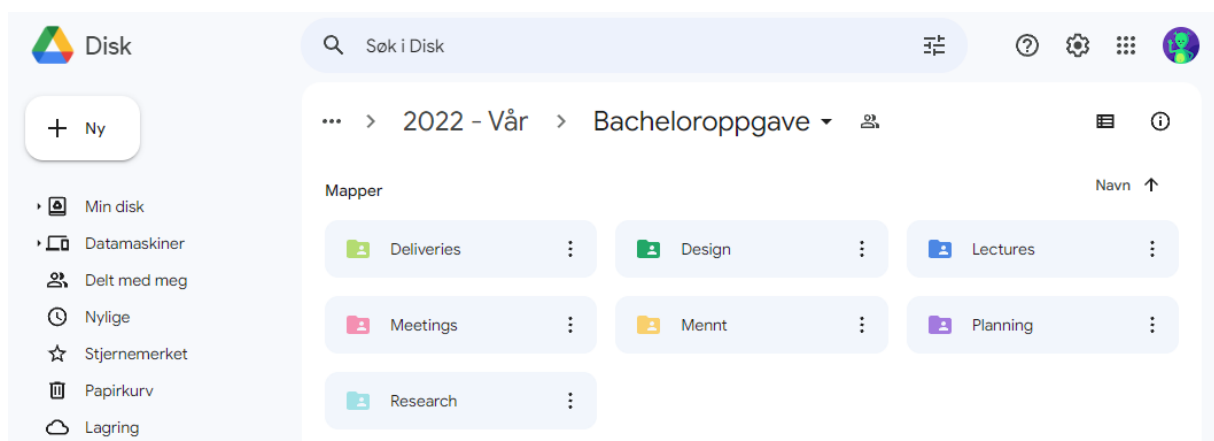 Disk
Søk i Disk
Ny
2022 - Vår > Bacheloroppgave
Mapper
Navn
Min disk
Datamaskiner
Delt med meg
Nylige
Stjernemerket
Papirkurv
Lagring
Deliveries
Design
Lectures
Meetings
Mennt
Planning
Research